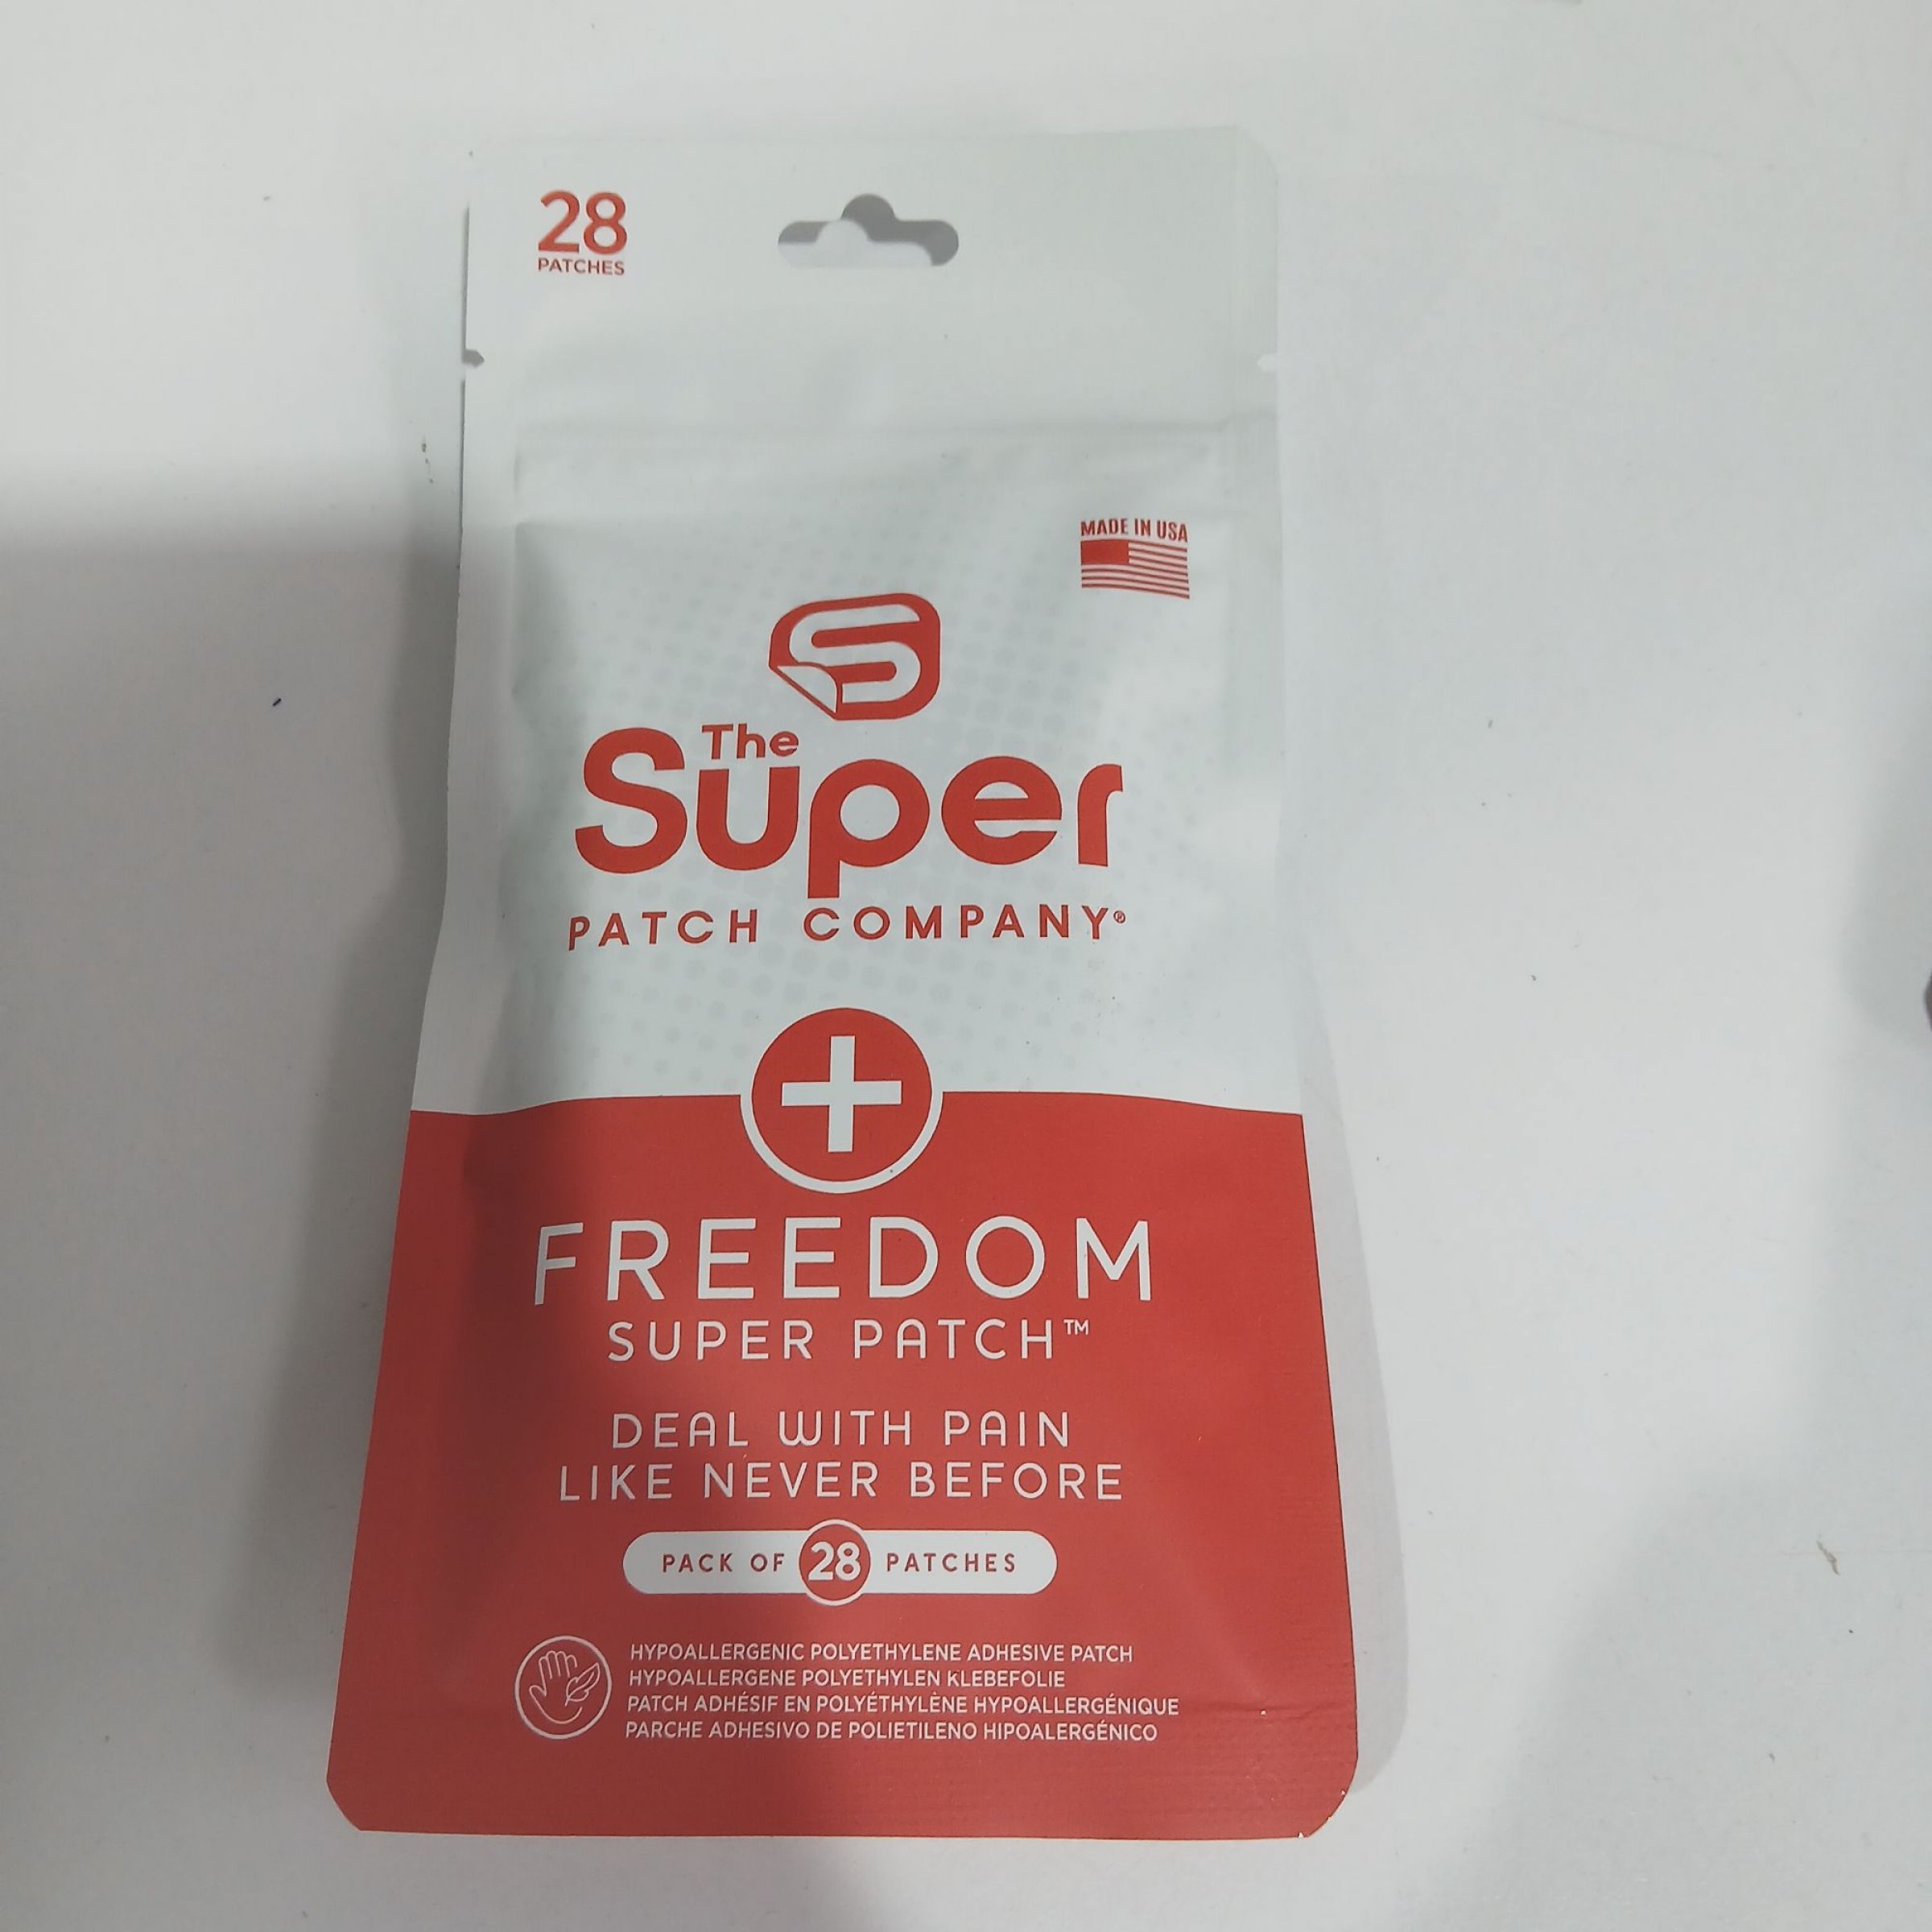 28
PATCHES
MADE IN USA
The
Super
PATCH COMPANY®
FREEDOM
SUPER PATCH™
DEAL WITH PAIN
LIKE NEVER BEFORE
PACK OF 28 PATCHES
HYPOALLERGENIC POLYETHYLENE ADHESIVE PATCH
HYPOALLERGENE POLYETHYLEN KLEBEFOLIE
PATCH ADHÉSIF EN POLYÉTHYLÈNE HYPOALLERGÉNIQUE
PARCHE ADHESIVO DE POLIETILENO HIPOALERGÉNICO